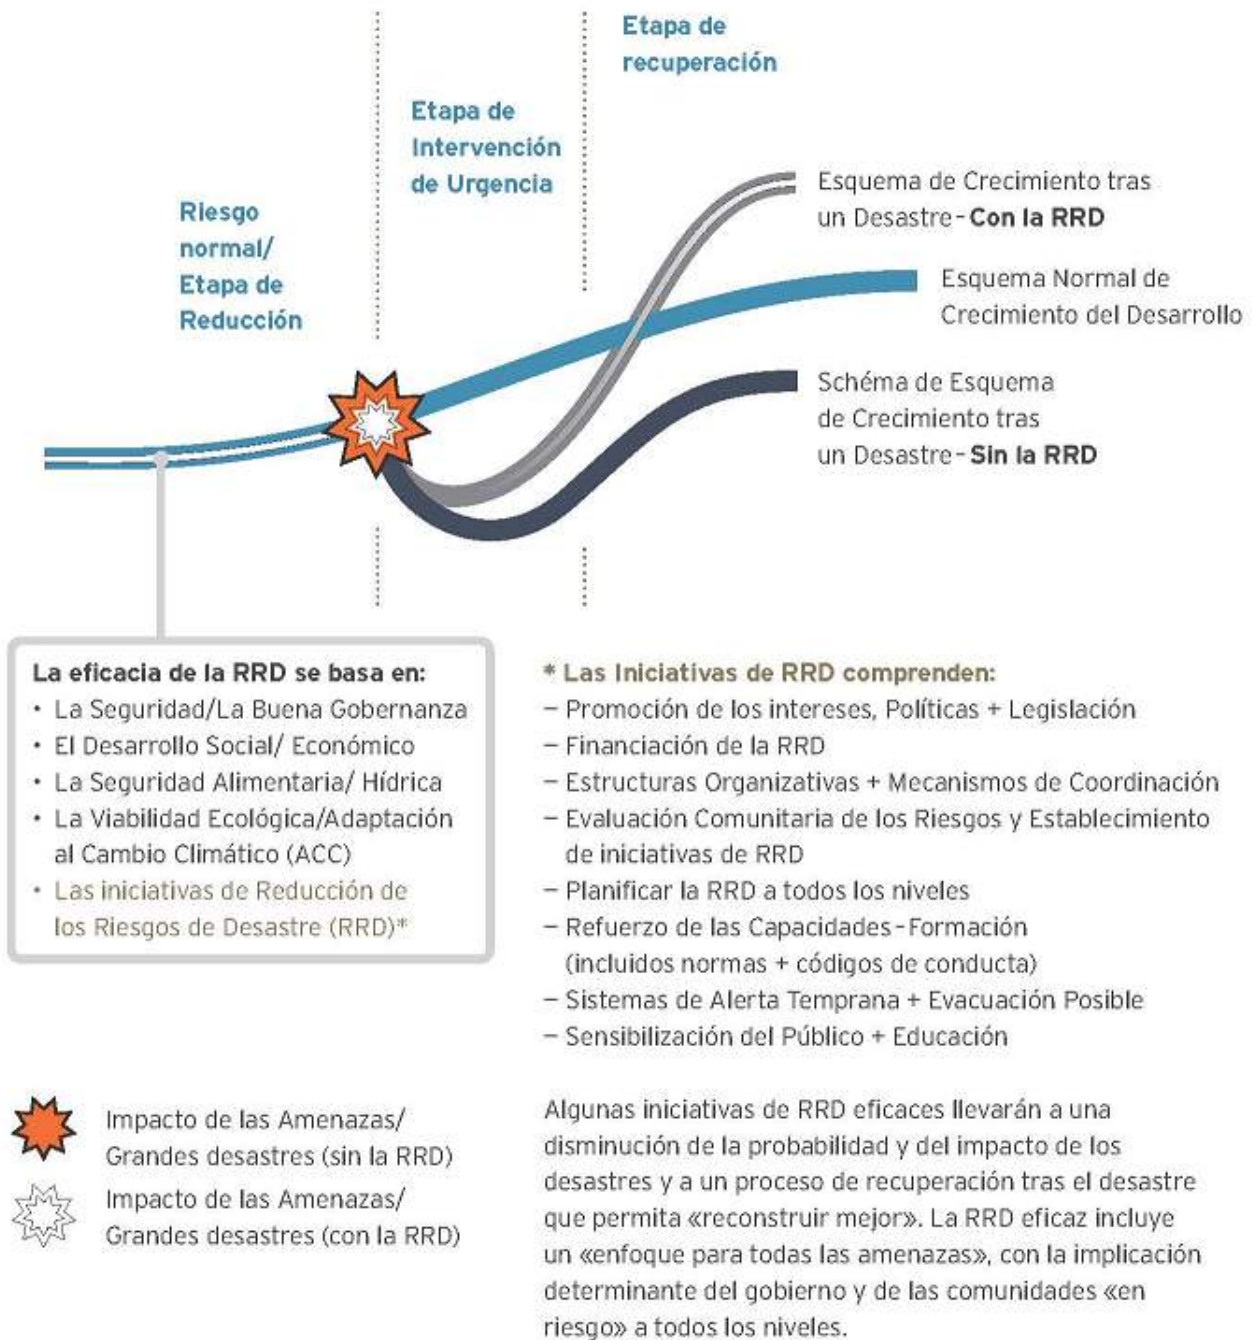 Etapa de
recuperación
Etapa de
Intervención
de Urgencia
Riesgo
normal/
Etapa de
Reducción
Esquema de Crecimiento tras
un Desastre - Con la RRD
Esquema Normal de
Crecimiento del Desarrollo
Schéma de Esquema
de Crecimiento tras
un Desastre - Sin la RRD
La eficacia de la RRD se basa en:
• La Seguridad/La Buena Gobernanza
• El Desarrollo Social/ Económico
• La Seguridad Alimentaria/ Hídrica
• La Viabilidad Ecológica/Adaptación
al Cambio Climático (ACC)
• Las iniciativas de Reducción de
los Riesgos de Desastre (RRD)*
* Las Iniciativas de RRD comprenden:
– Promoción de los intereses, Políticas + Legislación
– Financiación de la RRD
– Estructuras Organizativas + Mecanismos de Coordinación
– Evaluación Comunitaria de los Riesgos y Establecimiento
de iniciativas de RRD
– Planificar la RRD a todos los niveles
– Refuerzo de las Capacidades - Formación
(incluidos normas + códigos de conducta)
– Sistemas de Alerta Temprana + Evacuación Posible
– Sensibilización del Público + Educación
Impacto de las Amenazas/
Grandes desastres (sin la RRD)
Impacto de las Amenazas/
Grandes desastres (con la RRD)
Algunas iniciativas de RRD eficaces llevarán a una
disminución de la probabilidad y del impacto de los
desastres y a un proceso de recuperación tras el desastre
que permita «reconstruir mejor». La RRD eficaz incluye
un «enfoque para todas las amenazas», con la implicación
determinante del gobierno y de las comunidades «en
riesgo» a todos los niveles.